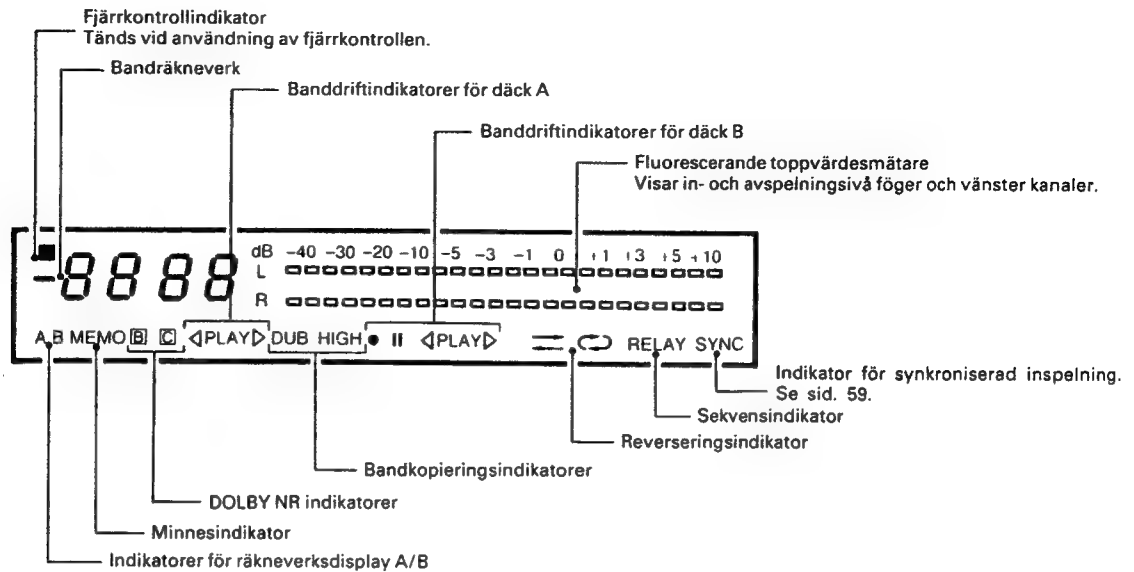 Fjärrkontrollindikator
Tänds vid användning av fjärrkontrollen.
Bandräkneverk
Banddriftindikatorer för däck A
Banddriftindikatorer för däck B
Fluorescerande toppvärdesmätare
Visar in- och avspelningsivå föger och vänster kanaler.
8888
dB -40 -30 -20 -10 -5 -3 -1 0 +1 +3 +5 +10
L
R
A B MEMO B C ◁PLAY▷ DUB HIGH ● II ◁PLAY▷ RELAY SYNC
Indikator för synkroniserad inspelning.
Se sid. 59.
Sekvensindikator
Reverseringsindikator
Bandkopieringsindikatorer
DOLBY NR indikatorer
Minnesindikator
Indikatorer för räkneverksdisplay A/B